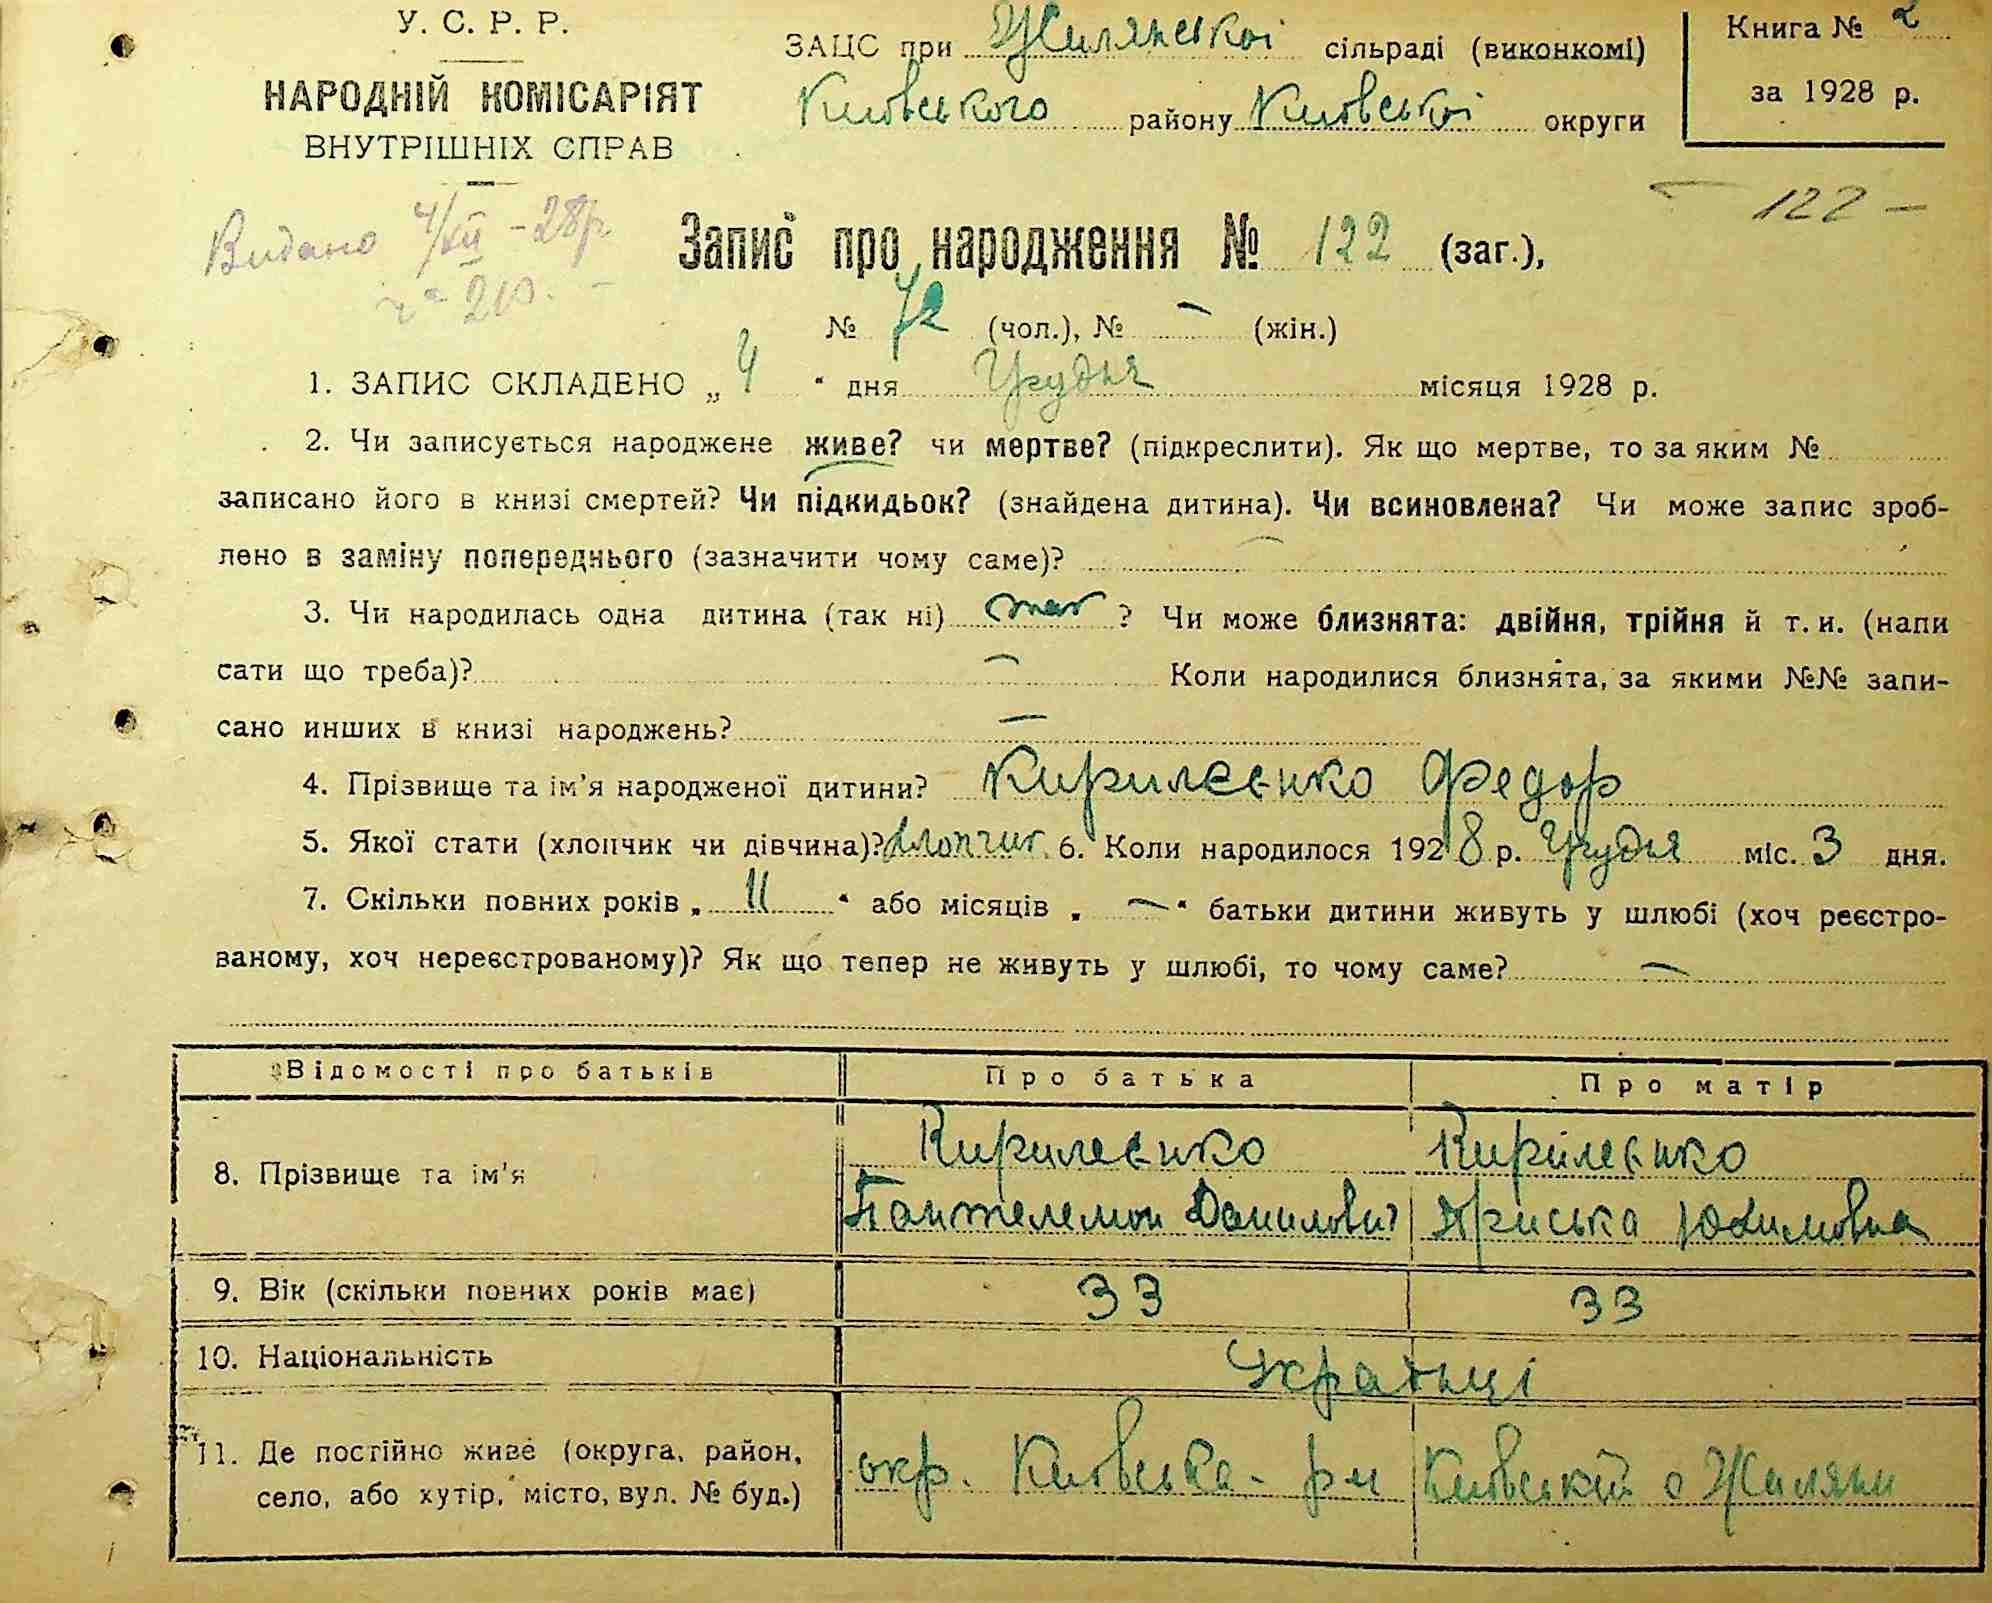 У. С. Р. Р.
НАРОДНІЙ КОМІСАРІЯТ
ВНУТРІШНІХ СПРАВ
ЗАЦС при Жилянської сільраді (виконкомі)
Київського району Київської округи
Книга № 2
за 1928 р.
122 –
Видано 4/XII – 28 р.
ч 210. –
Запис про народження № 122 (заг.),
№ 72 (чол.), № — (жін.)
1. ЗАПИС СКЛАДЕНО „ 4 “ дня Грудня місяця 1928 р.
2. Чи записується народжене живе? чи мертве? (підкреслити). Як що мертве, то за яким №
записано його в книзі смертей? Чи підкидьок? (знайдена дитина). Чи всиновлена? Чи може запис зроб-
лено в заміну попереднього (зазначити чому саме)? —
3. Чи народилась одна дитина (так ні) так ? Чи може близнята: двійня, трійня й т. и. (напи
сати що треба)? — Коли народилися близнята, за якими №№ запи-
сано инших в книзі народжень? —
4. Прізвище та ім'я народженої дитини? Кирилеєнко Федор
5. Якої стати (хлопчик чи дівчина)? хлопчик. 6. Коли народилося 1928 р. Грудня міс. 3 дня.
7. Скільки повних років „ 11 “ або місяців „ — “ батьки дитини живуть у шлюбі (хоч реєстро-
ваному, хоч нереєстрованому)? Як що тепер не живуть у шлюбі, то чому саме? —
Відомості про батьків Про батька Про матір
8. Прізвище та ім'я Кирилеєнко Кирилеєнко
Пантелемон Данилович Яриська Юхимовна
9. Вік (скільки повних років має) 33 33
10. Національність Українці
11. Де постійно живе (округа, район,
село, або хутір, місто, вул. № буд.) окр. Київська - рн Київський с Жиляни